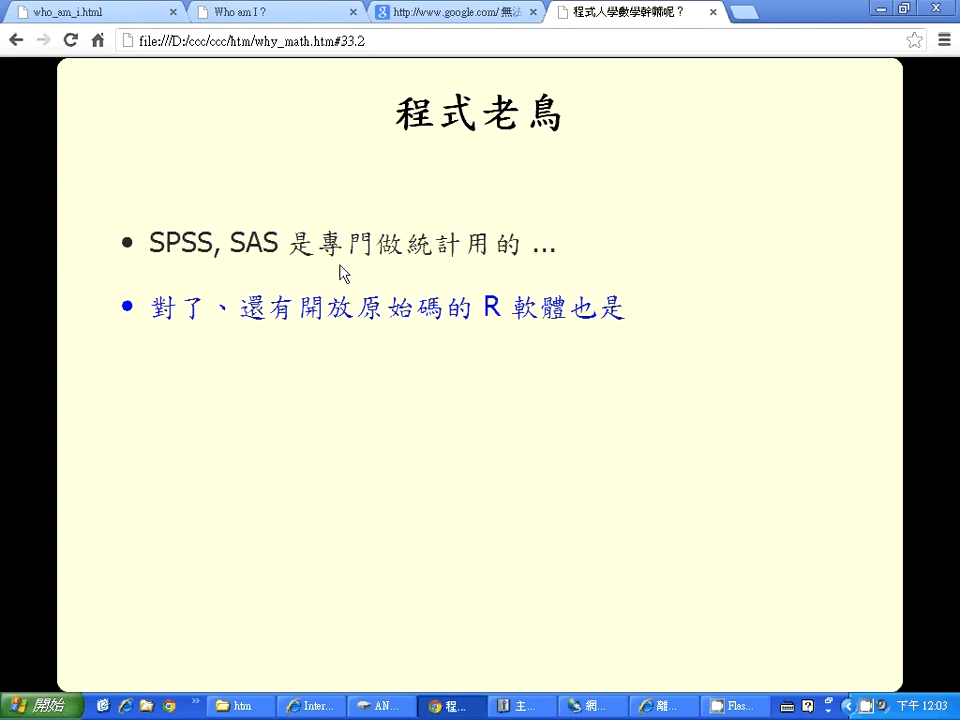 who_am_i.html
Who am I ?
http://www.google.com/ 無法
程式人學數學幹嘛呢？
file:///D:/ccc/ccc/htm/why_math.htm#33.2
程式老鳥
• SPSS, SAS 是專門做統計用的 ...
• 對了、還有開放原始碼的 R 軟體也是
開始
htm
Inter...
AN...
程...
主...
網...
離...
Flas...
下午 12:03